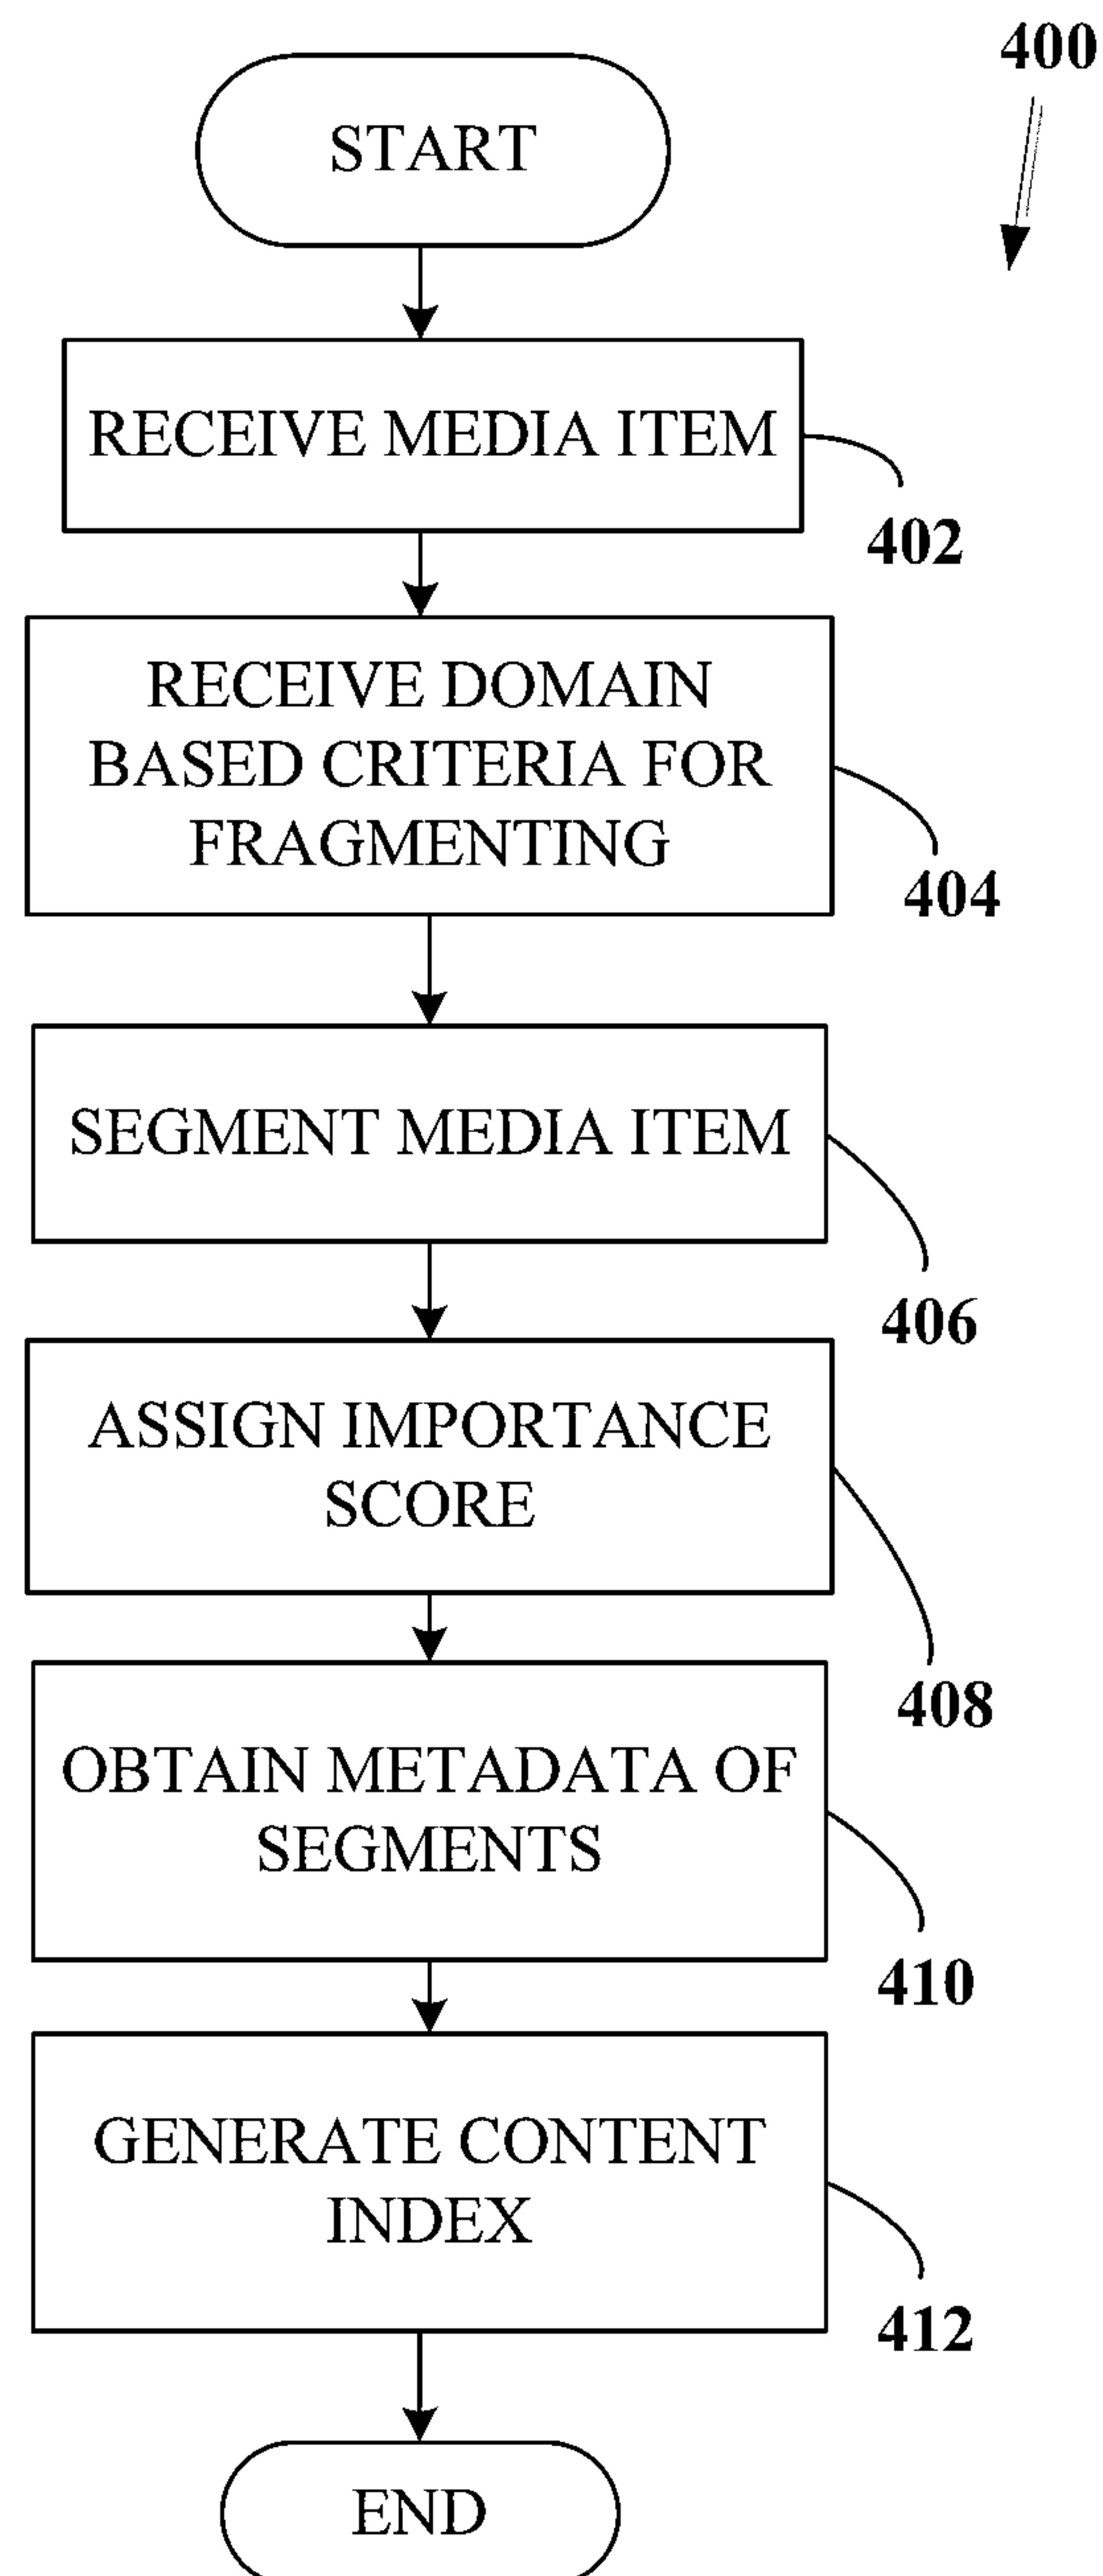 400
START
RECEIVE MEDIA ITEM
402
RECEIVE DOMAIN
BASED CRITERIA FOR
FRAGMENTING
404
SEGMENT MEDIA ITEM
406
ASSIGN IMPORTANCE
SCORE
408
OBTAIN METADATA OF
SEGMENTS
410
GENERATE CONTENT
INDEX
412
END